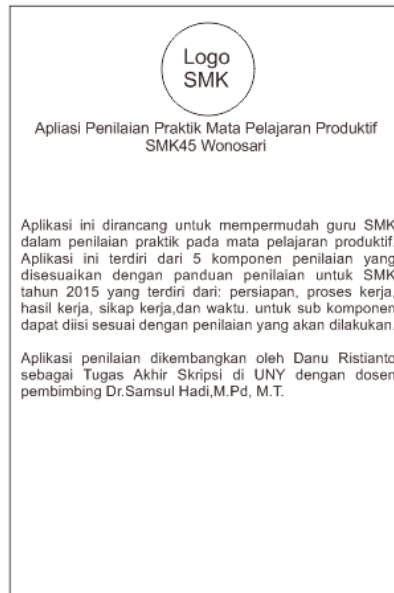 Logo
SMK
Apliasi Penilaian Praktik Mata Pelajaran Produktif
SMK45 Wonosari
Aplikasi ini dirancang untuk mempermudah guru SMK
dalam penilaian praktik pada mata pelajaran produktif.
Aplikasi ini terdiri dari 5 komponen penilaian yang
disesuaikan dengan panduan penilaian untuk SMK
tahun 2015 yang terdiri dari: persiapan, proses kerja,
hasil kerja, sikap kerja,dan waktu. untuk sub komponen
dapat diisi sesuai dengan penilaian yang akan dilakukan.
Aplikasi penilaian dikembangkan oleh Danu Ristianto
sebagai Tugas Akhir Skripsi di UNY dengan dosen
pembimbing Dr.Samsul Hadi,M.Pd, M.T.